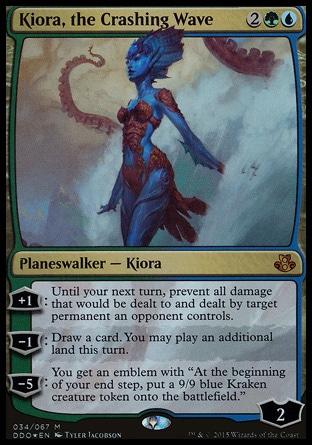 Kiora, the Crashing Wave 2
Planeswalker — Kiora
+1: Until your next turn, prevent all damage
that would be dealt to and dealt by target
permanent an opponent controls.
-1: Draw a card. You may play an additional
land this turn.
-5: You get an emblem with “At the beginning
of your end step, put a 9/9 blue Kraken
creature token onto the battlefield.”
2
034/067 M
DDO★EN Tyler Jacobson
™ & © 2015 Wizards of the Coast